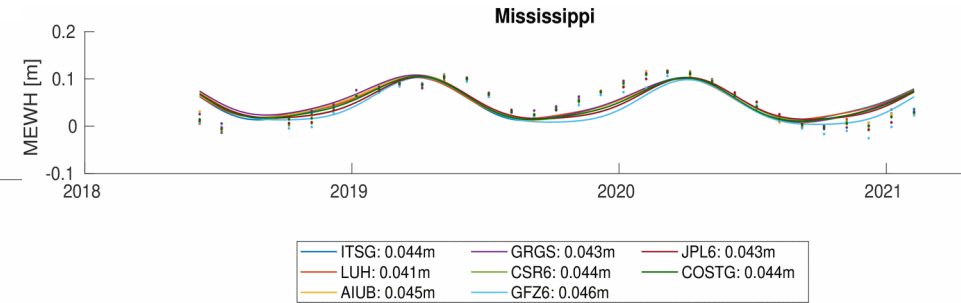 Mississippi
0.2
0.1
0
-0.1
MEWH [m]
2018 2019 2020 2021
ITSG: 0.044m GRGS: 0.043m JPL6: 0.043m
LUH: 0.041m CSR6: 0.044m COSTG: 0.044m
AIUB: 0.045m GFZ6: 0.046m